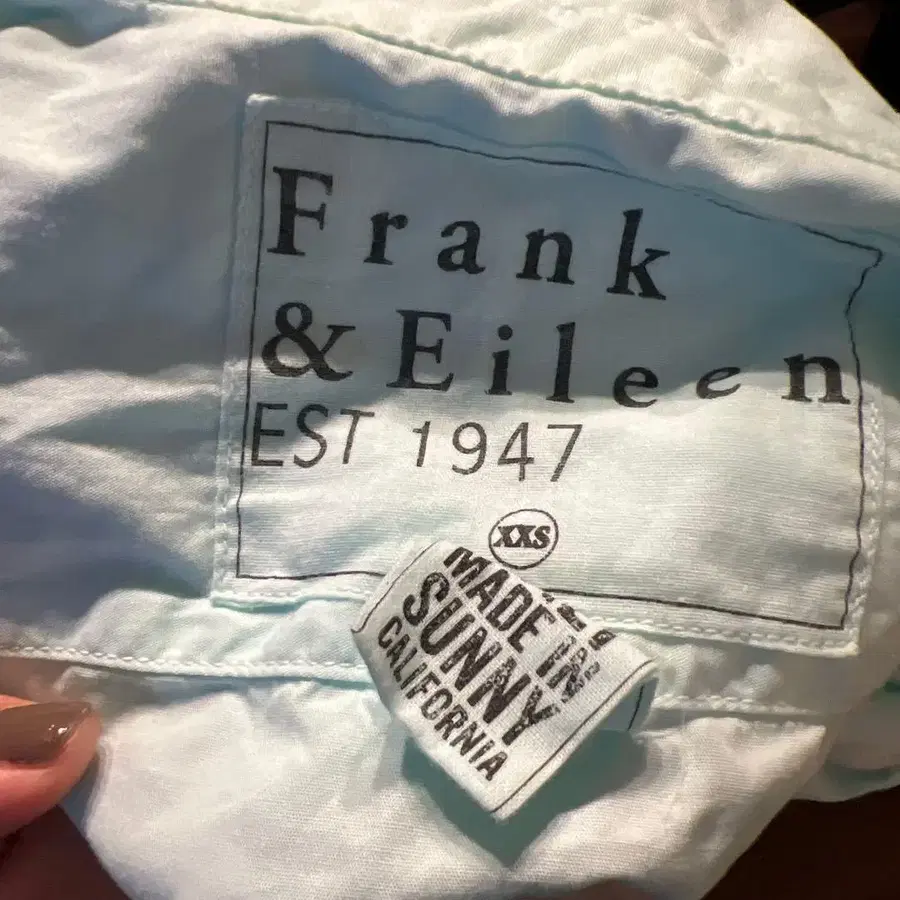 Frank
& Eileen
EST 1947
XXS
MADE IN
SUNNY
CALIFORNIA